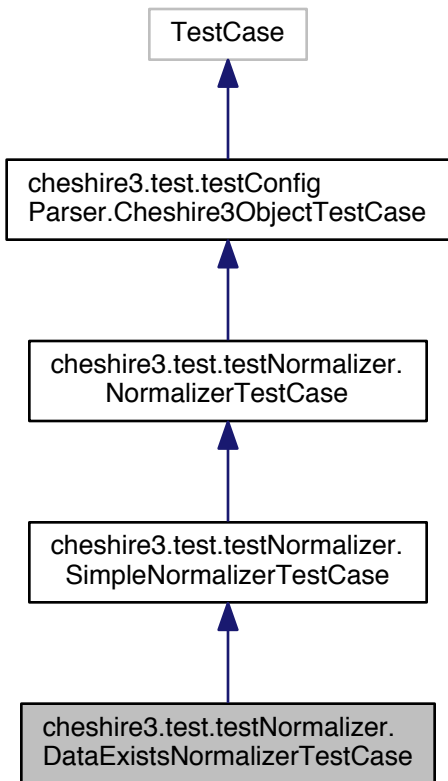 TestCase
cheshire3.test.testConfig
Parser.Cheshire3ObjectTestCase
cheshire3.test.testNormalizer.
NormalizerTestCase
cheshire3.test.testNormalizer.
SimpleNormalizerTestCase
cheshire3.test.testNormalizer.
DataExistsNormalizerTestCase